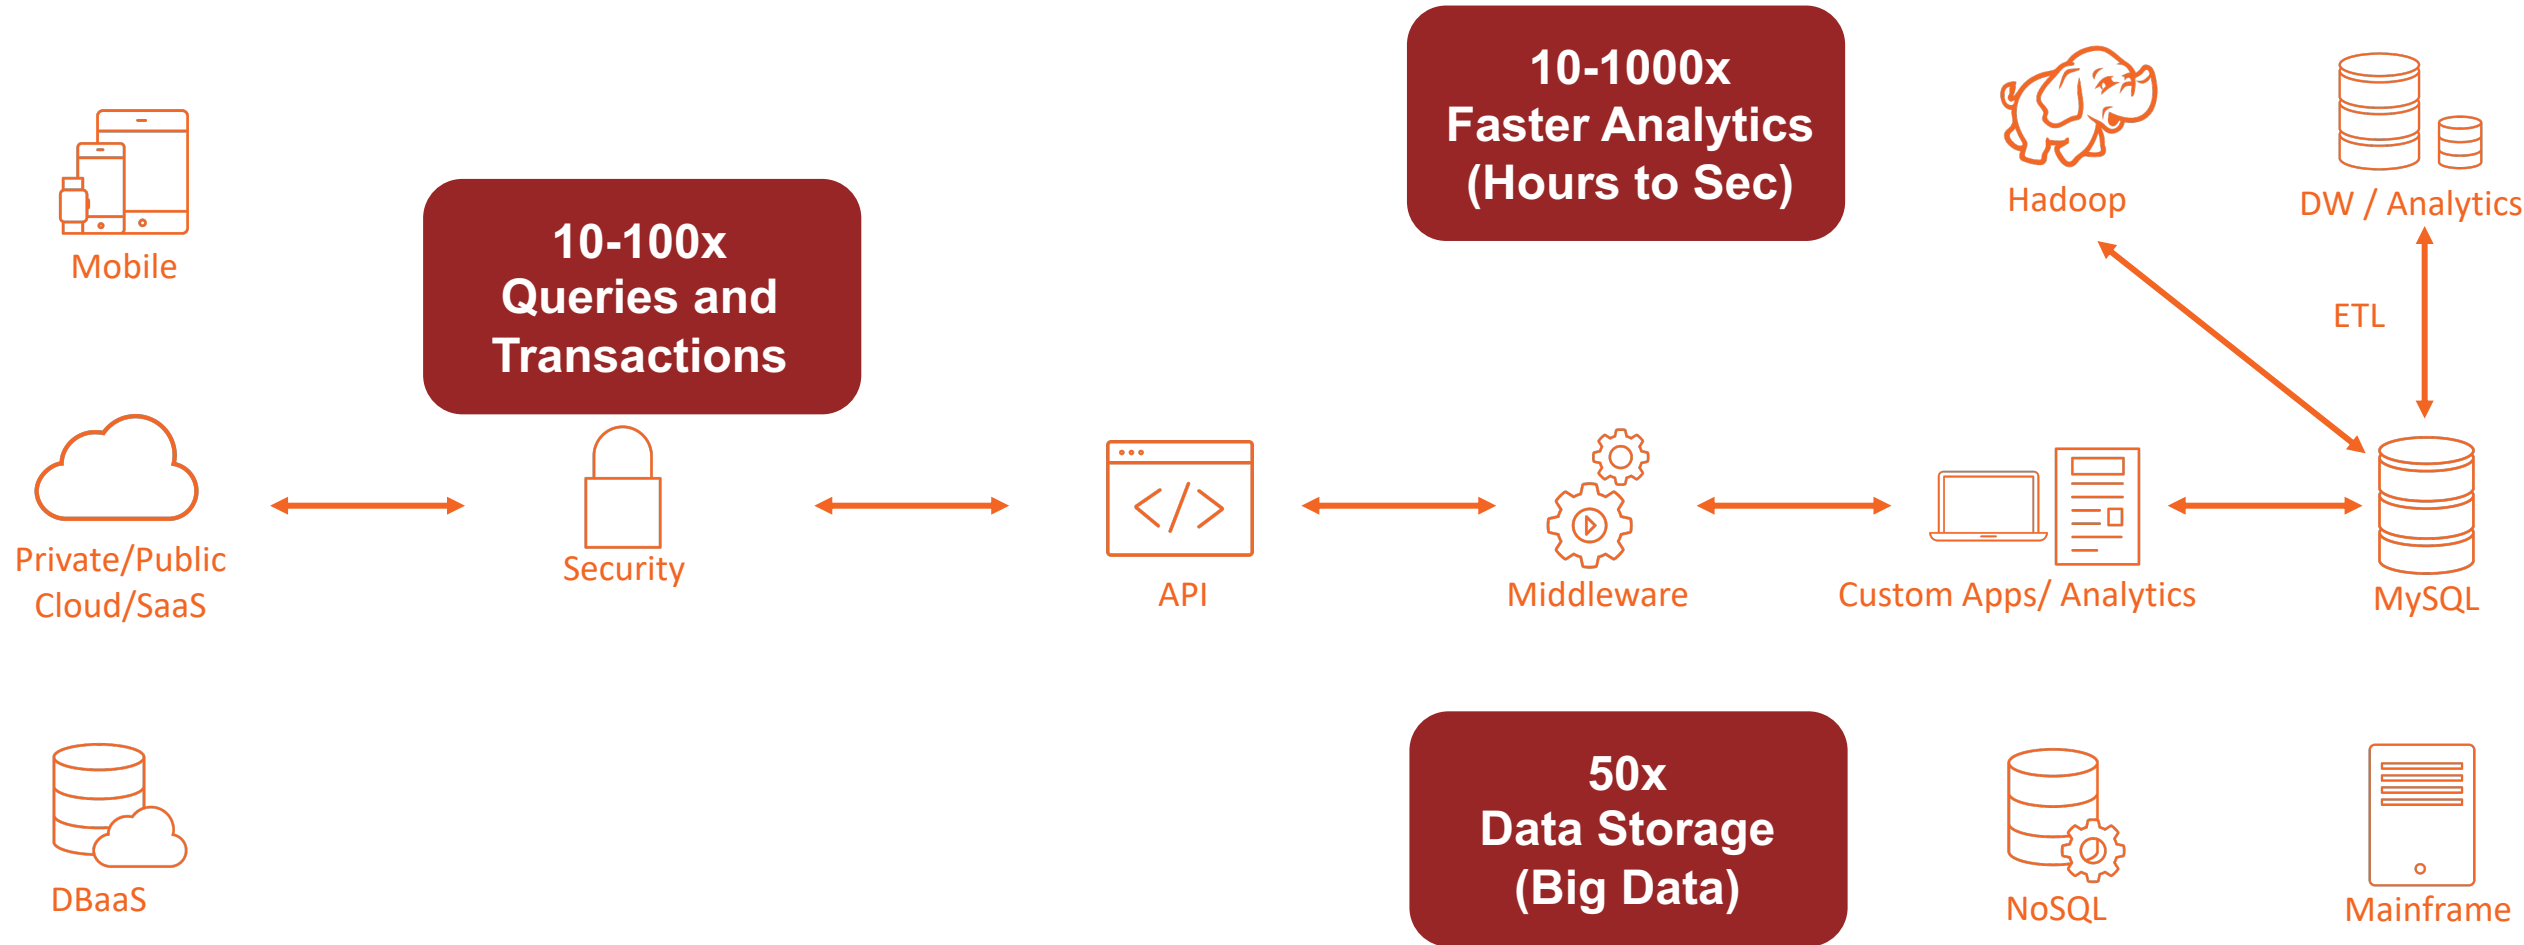 10-1000x
Faster Analytics
(Hours to Sec)
Hadoop
DW / Analytics
Mobile
10-100x
Queries and
Transactions
ETL
Private/Public
Cloud/SaaS
Security
</>
API
Middleware
Custom Apps/ Analytics
MySQL
50x
Data Storage
(Big Data)
DBaaS
NoSQL
Mainframe